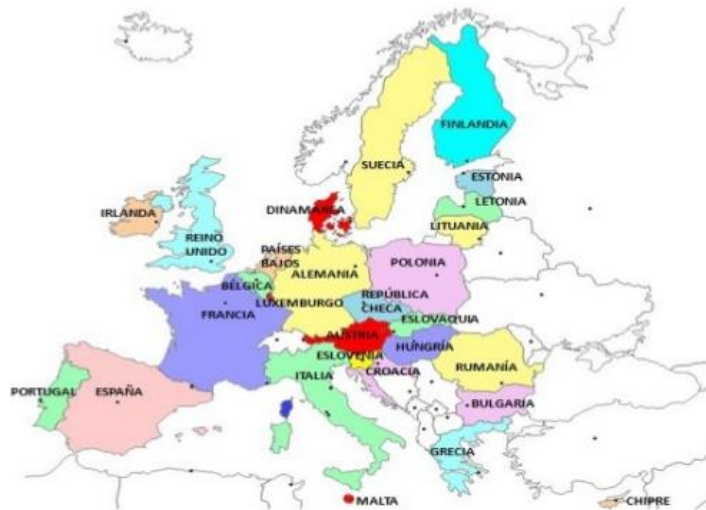 FINLANDIA
SUECIA
ESTONIA
LETONIA
DINAMARCA
LITUANIA
IRLANDA
REINO
UNIDO
PAÍSES
BAJOS
ALEMANIA
POLONIA
BÉLGICA
LUXEMBURGO
REPÚBLICA
CHECA
FRANCIA
ESLOVAQUIA
AUSTRIA
HUNGRÍA
ESLOVENIA
CROACIA
RUMANÍA
ITALIA
PORTUGAL
ESPAÑA
BULGARIA
GRECIA
MALTA
CHIPRE